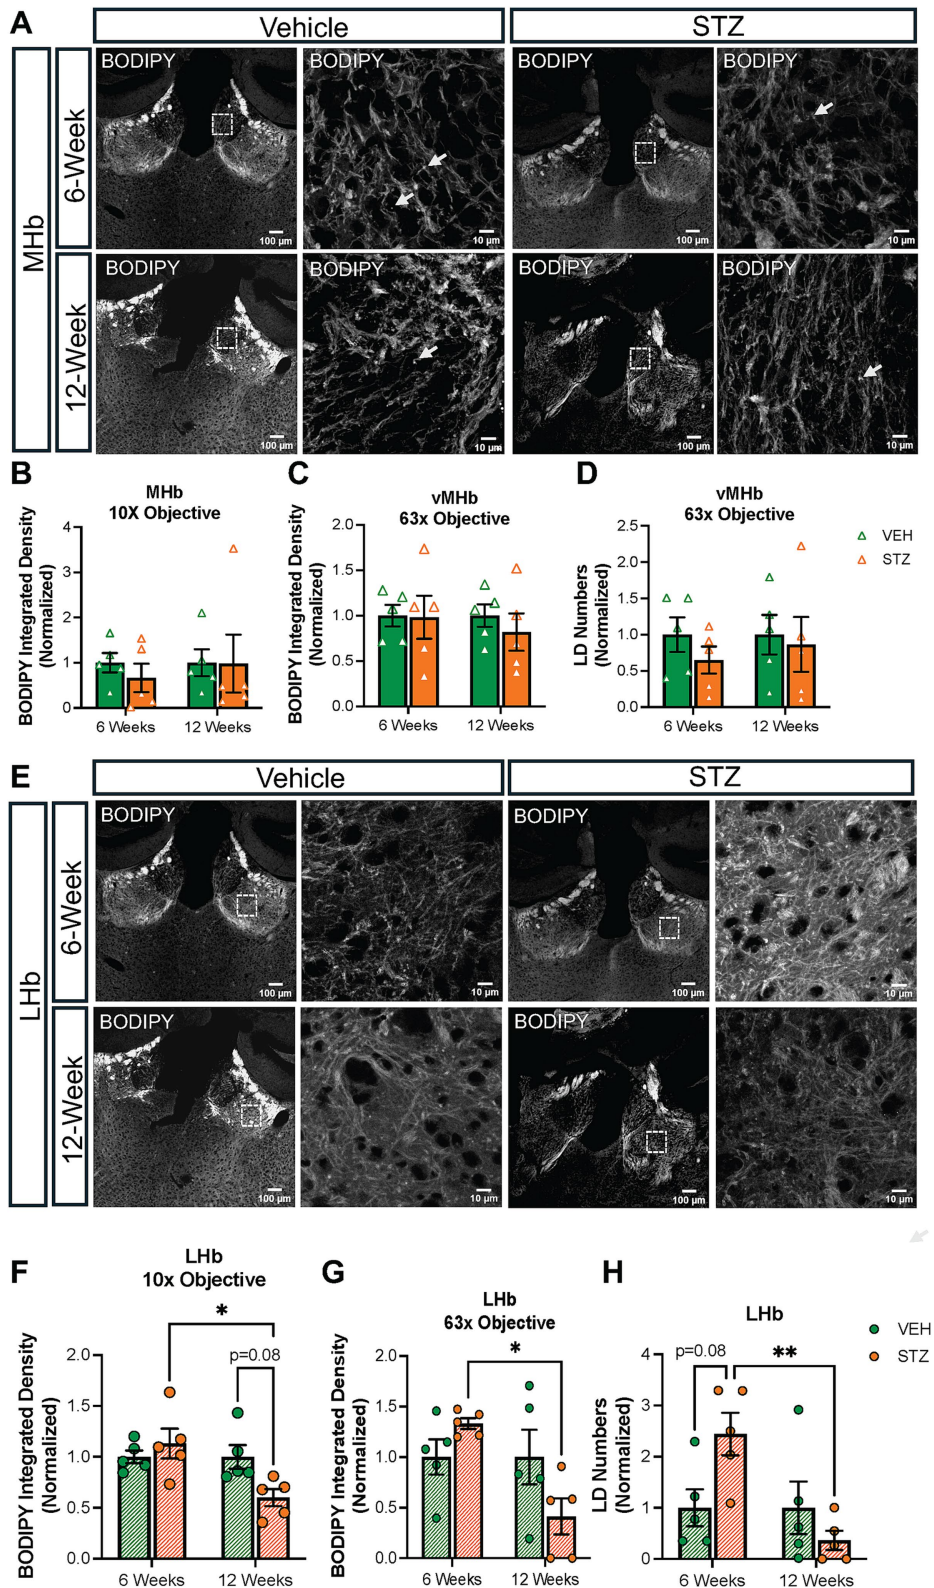 A
Vehicle
STZ
MHb
6-Week
BODIPY
100 µm
BODIPY
10 µm
BODIPY
100 µm
BODIPY
10 µm
12-Week
BODIPY
100 µm
BODIPY
10 µm
BODIPY
100 µm
BODIPY
10 µm
B
MHb
10X Objective
BODIPY Integrated Density
(Normalized)
4
3
2
1
0
6 Weeks
12 Weeks
C
vMHb
63x Objective
BODIPY Integrated Density
(Normalized)
2.0
1.5
1.0
0.5
0.0
6 Weeks
12 Weeks
D
vMHb
63x Objective
LD Numbers
(Normalized)
2.5
2.0
1.5
1.0
0.5
0.0
6 Weeks
12 Weeks
VEH
STZ
E
Vehicle
STZ
LHb
6-Week
BODIPY
100 µm
10 µm
BODIPY
100 µm
10 µm
12-Week
BODIPY
100 µm
10 µm
BODIPY
100 µm
10 µm
F
LHb
10x Objective
BODIPY Integrated Density
(Normalized)
2.0
1.5
1.0
0.5
0.0
*
p=0.08
6 Weeks
12 Weeks
G
LHb
63x Objective
BODIPY Integrated Density
(Normalized)
2.0
1.5
1.0
0.5
0.0
*
6 Weeks
12 Weeks
H
LHb
LD Numbers
(Normalized)
4
3
2
1
0
p=0.08
**
6 Weeks
12 Weeks
VEH
STZ